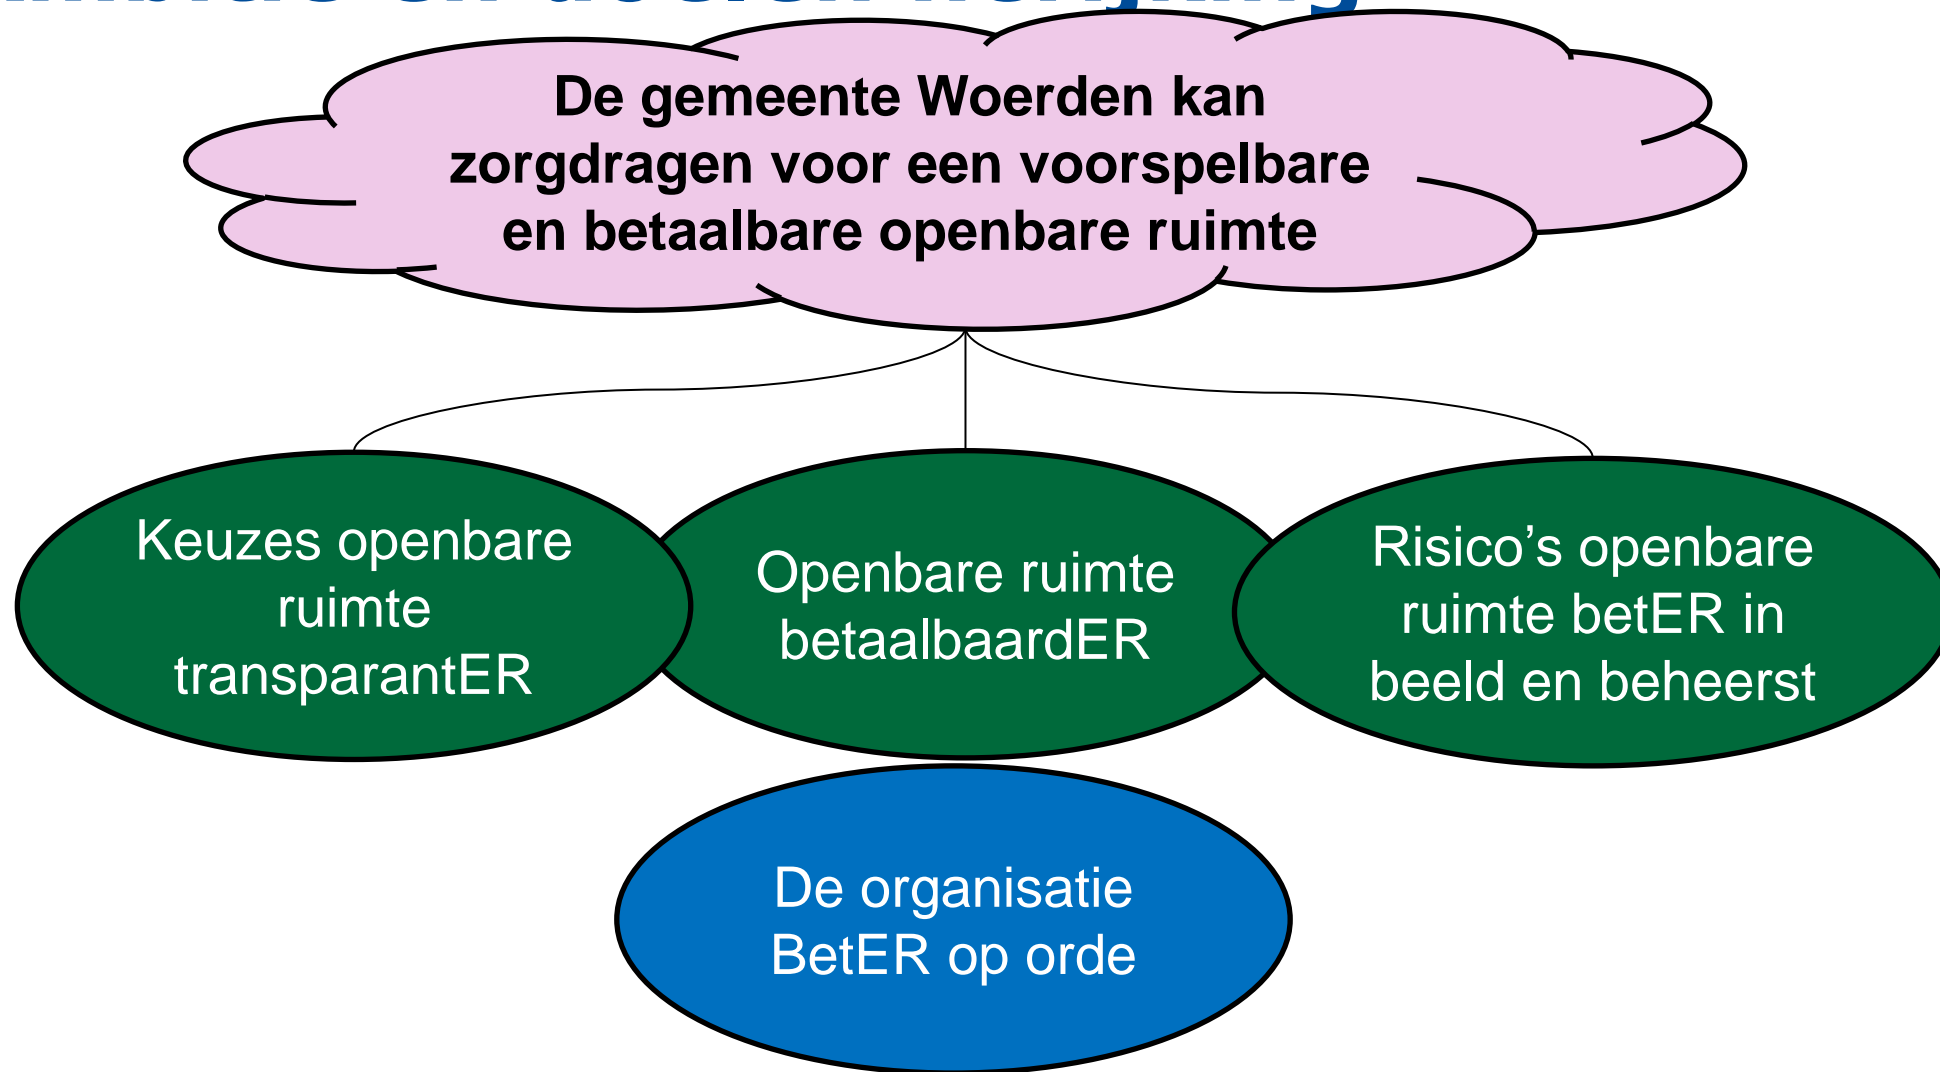 De gemeente Woerden kan
zorgdragen voor een voorspelbare
en betaalbare openbare ruimte
Keuzes openbare
ruimte
transparantER
Openbare ruimte
betaalbaardER
Risico’s openbare
ruimte betER in
beeld en beheerst
De organisatie
BetER op orde